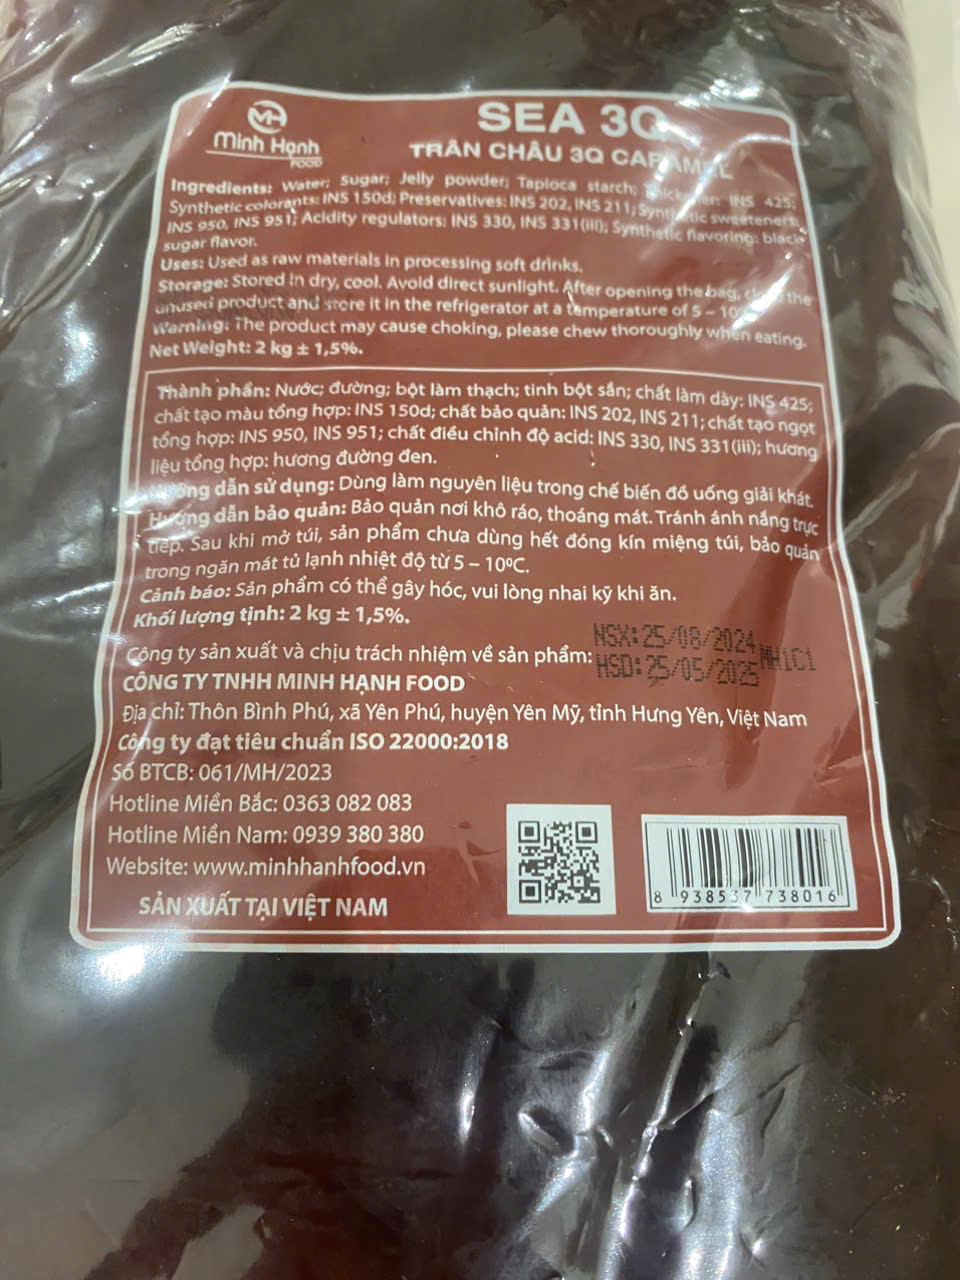 MH
Minh Hạnh
FOOD
SEA 3Q
TRÂN CHÂU 3Q CARAMEL
Ingredients: Water; Sugar; Jelly powder; Tapioca starch; Thickener: INS 425;
Synthetic colorants: INS 150d; Preservatives: INS 202, INS 211; Synthetic sweeteners:
INS 950, INS 951; Acidity regulators: INS 330, INS 331(iii); Synthetic flavoring: black
sugar flavor.
Uses: Used as raw materials in processing soft drinks.
Storage: Stored in dry, cool. Avoid direct sunlight. After opening the bag, close the
unused product and store it in the refrigerator at a temperature of 5 – 10
Warning: The product may cause choking, please chew thoroughly when eating.
Net Weight: 2 kg ± 1,5%.
Thành phần: Nước; đường; bột làm thạch; tinh bột sắn; chất làm dày: INS 425;
chất tạo màu tổng hợp: INS 150d; chất bảo quản: INS 202, INS 211; chất tạo ngọt
tổng hợp: INS 950, INS 951; chất điều chỉnh độ acid: INS 330, INS 331(iii); hương
liệu tổng hợp: hương đường đen.
Hướng dẫn sử dụng: Dùng làm nguyên liệu trong chế biến đồ uống giải khát.
Hướng dẫn bảo quản: Bảo quản nơi khô ráo, thoáng mát. Tránh ánh nắng trực
tiếp. Sau khi mở túi, sản phẩm chưa dùng hết đóng kín miệng túi, bảo quản
trong ngăn mát tủ lạnh nhiệt độ từ 5 – 10ºC.
Cảnh báo: Sản phẩm có thể gây hóc, vui lòng nhai kỹ khi ăn.
Khối lượng tịnh: 2 kg ± 1,5%.
NSX: 25/08/2024
HSD: 25/05/2025 MH1C1
Công ty sản xuất và chịu trách nhiệm về sản phẩm:
CÔNG TY TNHH MINH HẠNH FOOD
Địa chỉ: Thôn Bình Phú, xã Yên Phú, huyện Yên Mỹ, tỉnh Hưng Yên, Việt Nam
Công ty đạt tiêu chuẩn ISO 22000:2018
Số BTCB: 061/MH/2023
Hotline Miền Bắc: 0363 082 083
Hotline Miền Nam: 0939 380 380
Website: www.minhhanhfood.vn
SẢN XUẤT TẠI VIỆT NAM
8 938537 738016